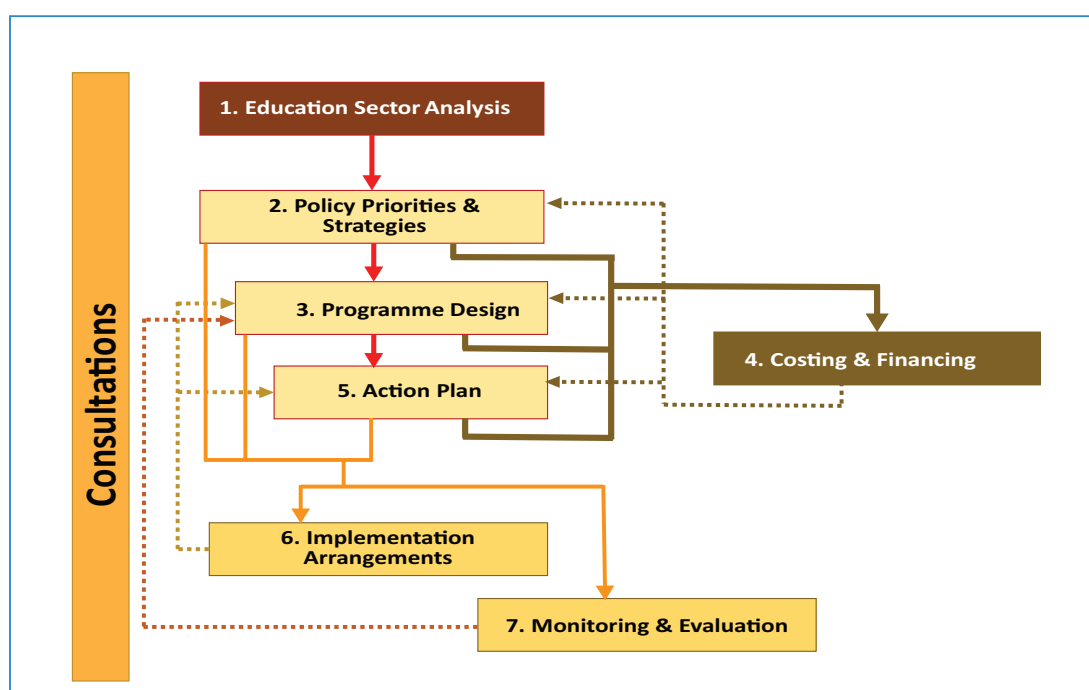 Consultations
1. Education Sector Analysis
2. Policy Priorities &
Strategies
3. Programme Design
4. Costing & Financing
5. Action Plan
6. Implementation
Arrangements
7. Monitoring & Evaluation